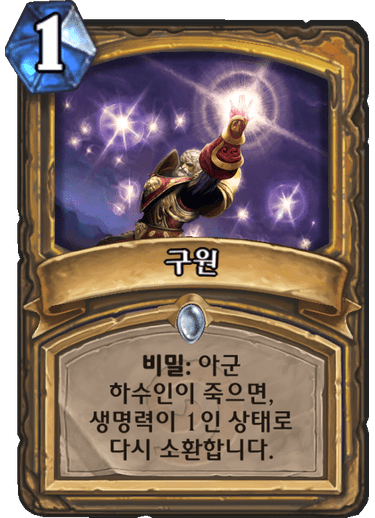 1
구원
비밀: 아군
하수인이 죽으면,
생명력이 1인 상태로
다시 소환합니다.